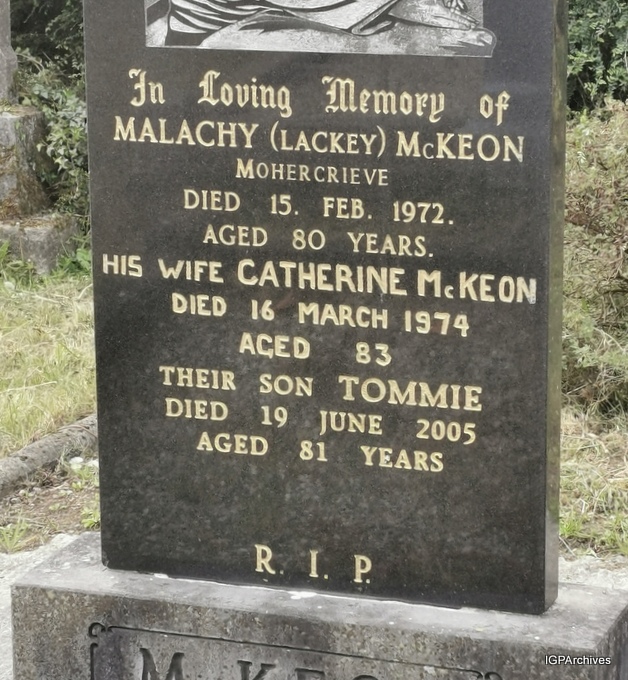 In Loving Memory of
MALACHY (LACKEY) McKEON
MOHERCRIEVE
DIED 15. FEB. 1972.
AGED 80 YEARS.
HIS WIFE CATHERINE McKEON
DIED 16 MARCH 1974
AGED 83
THEIR SON TOMMIE
DIED 19 JUNE 2005
AGED 81 YEARS
R. I. P.
IGPArchives